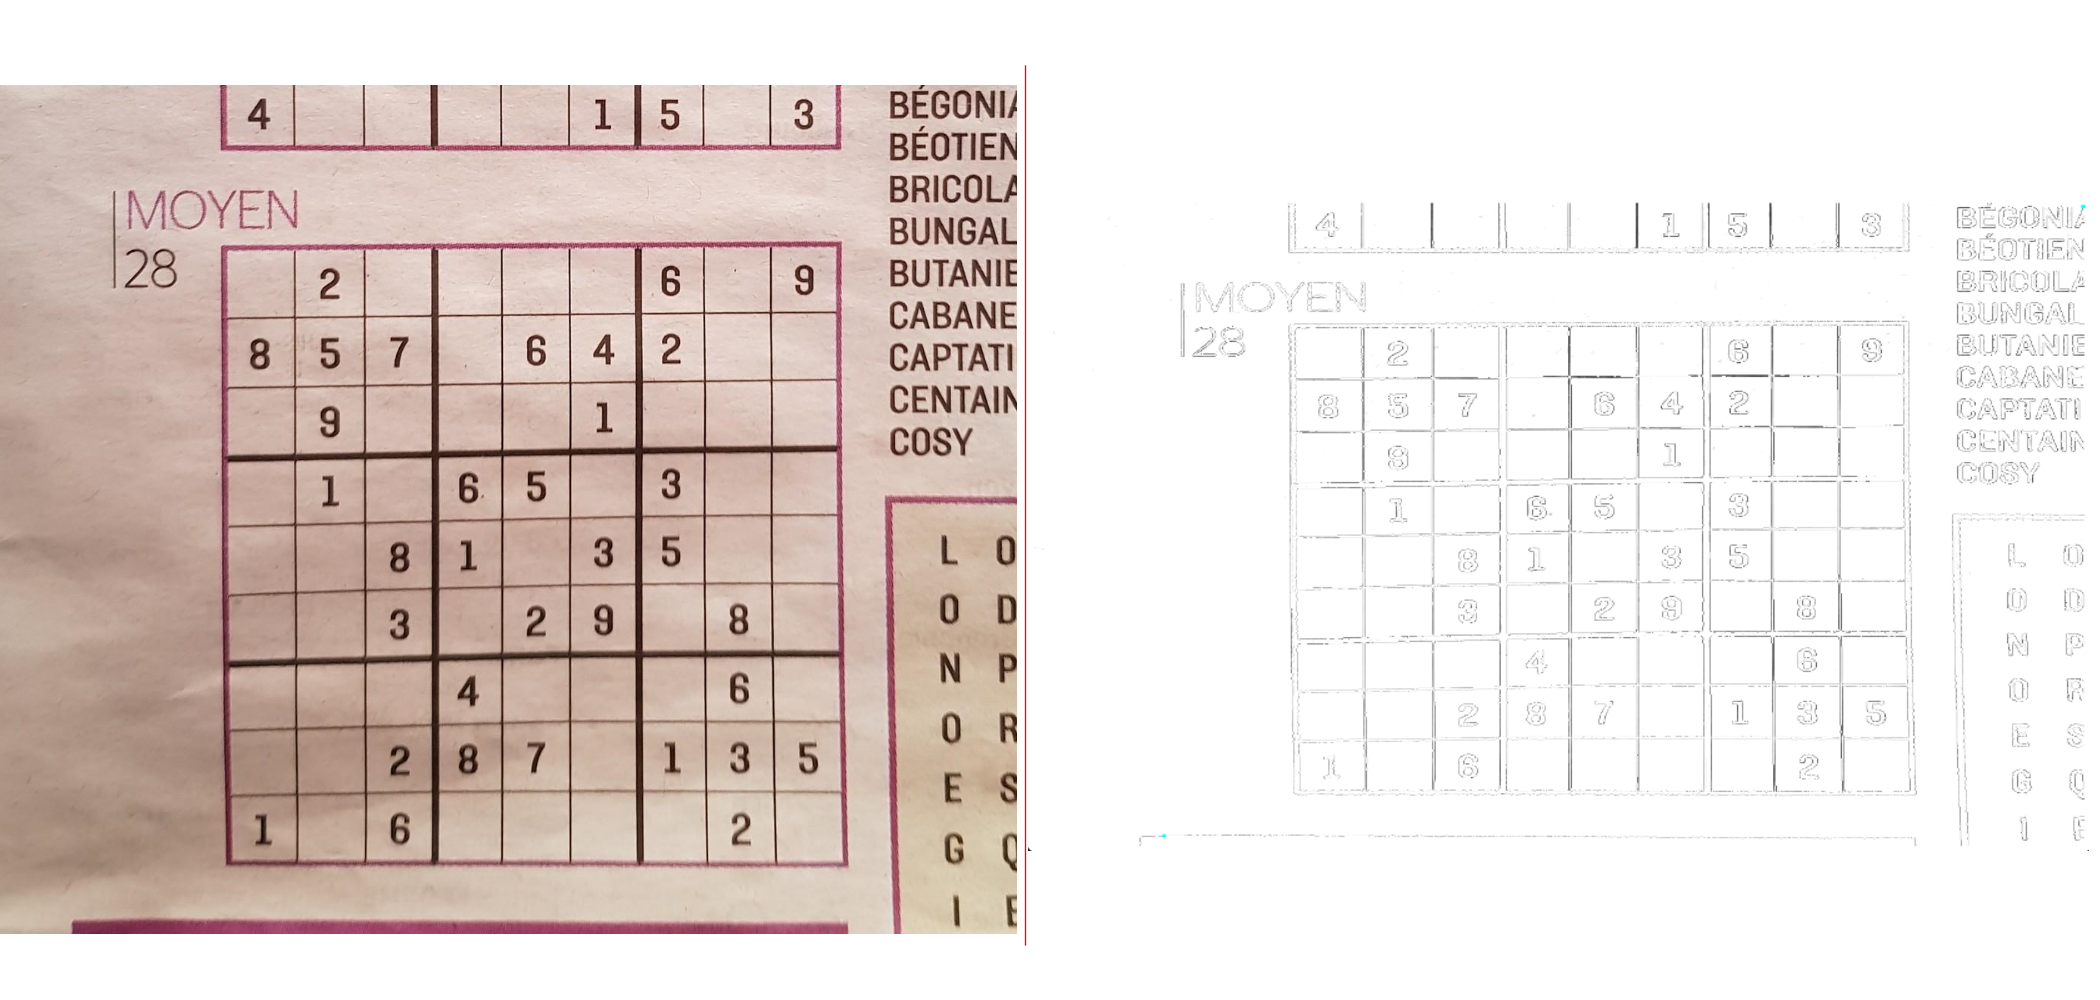 4 1 5 3
MOYEN
28
2 6 9
8 5 7 6 4 2
9 1
1 6 5 3
8 1 3 5
3 2 9 8
4 6
2 8 7 1 3 5
1 6 2
BÉGONIA
BÉOTIEN
BRICOLA
BUNGAL
BUTANIE
CABANE
CAPTATI
CENTAIN
COSY
L O
O D
N P
O R
E S
G Q
I E
4 1 5 3
MOYEN
28
2 6 9
8 5 7 6 4 2
9 1
1 6 5 3
8 1 3 5
3 2 9 8
4 6
2 8 7 1 3 5
1 6 2
BÉGONIA
BÉOTIEN
BRICOLA
BUNGAL
BUTANIE
CABANE
CAPTATI
CENTAIN
COSY
L O
O D
N P
O R
E S
G Q
I E